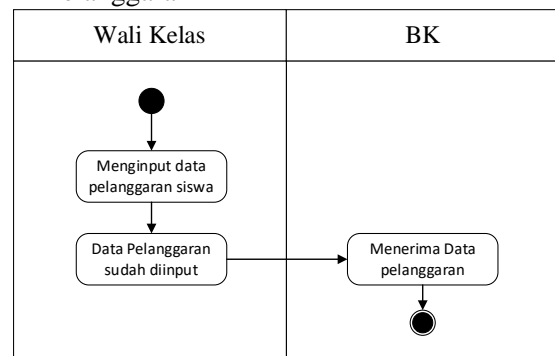 Wali Kelas
BK
Menginput data
pelanggaran siswa
Data Pelanggaran
sudah diinput
Menerima Data
pelanggaran